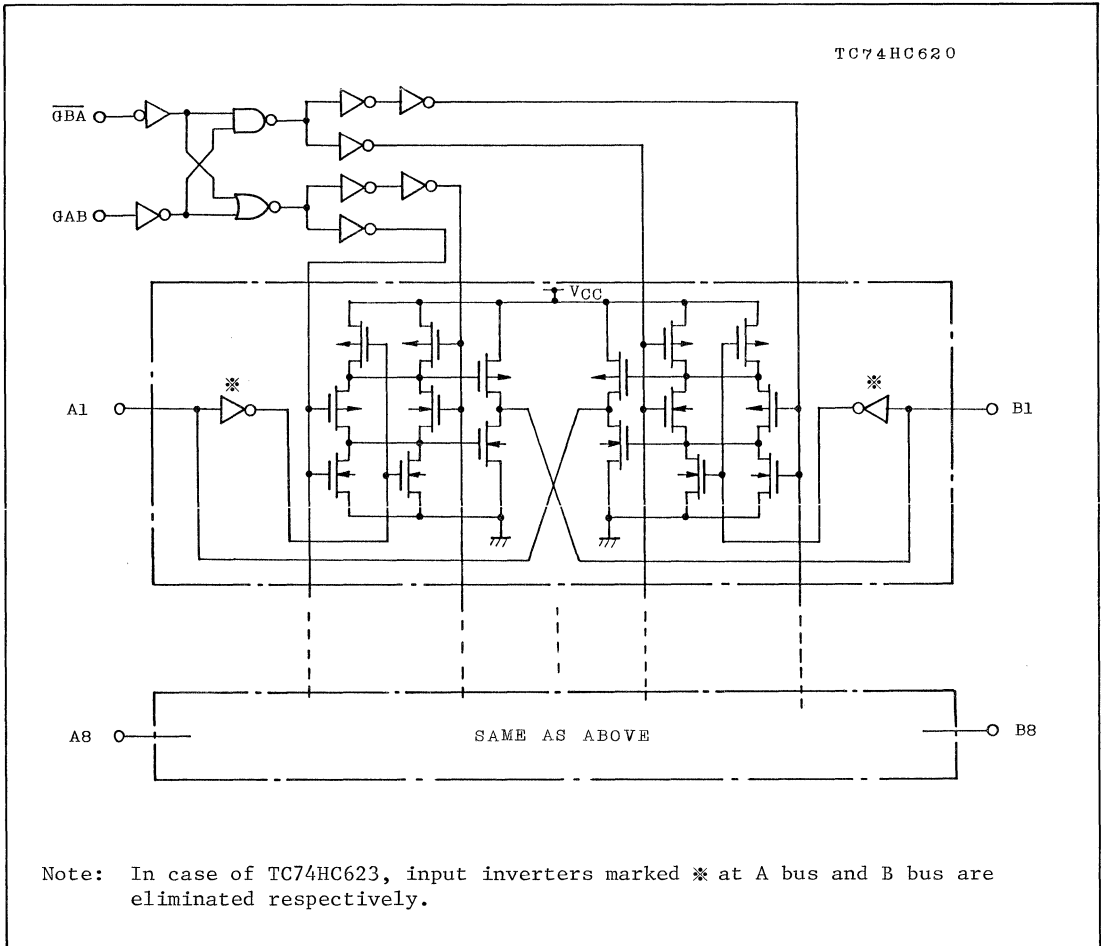 TC74HC620
GBA
GAB
VCC
※
※
A1
B1
A8
SAME AS ABOVE
B8
Note: In case of TC74HC623, input inverters marked ※ at A bus and B bus are
eliminated respectively.